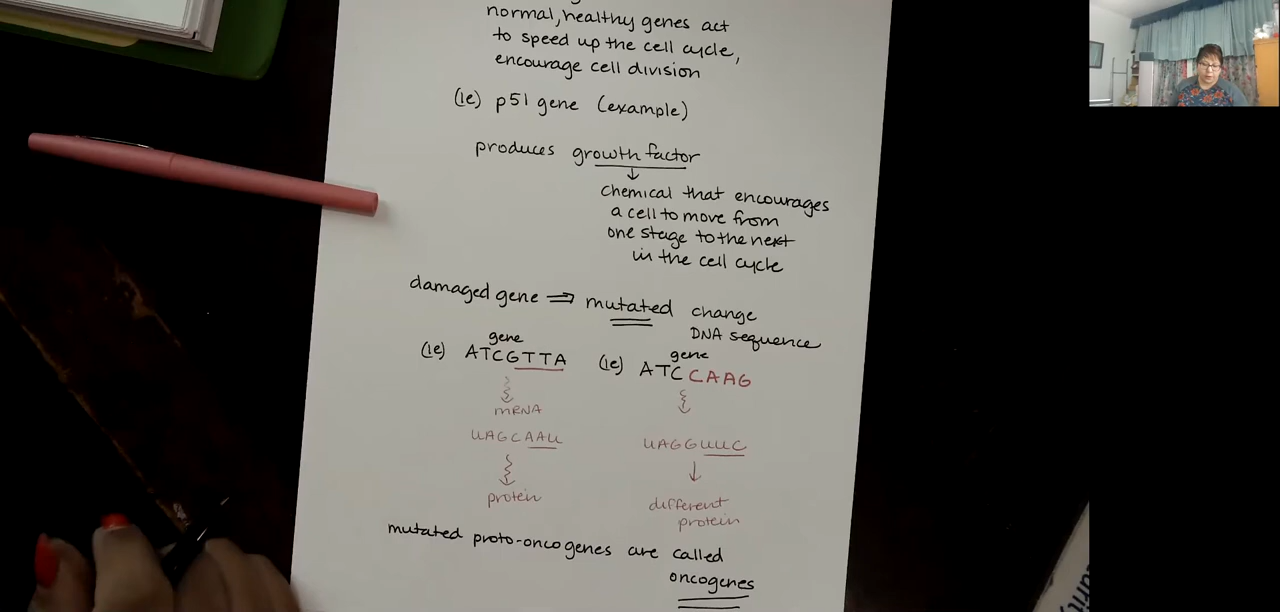 normal, healthy genes act
to speed up the cell cycle,
encourage cell division
(ie) p51 gene (example)
produces growth factor
↓
chemical that encourages
a cell to move from
one stage to the next
in the cell cycle
damaged gene ⇒ mutated change
DNA sequence
gene gene
(ie) ATCGTTA (ie) ATCCAAG
mRNA
UAGCAAU UAGGUUC
protein different
protein
mutated proto-oncogenes are called
oncogenes